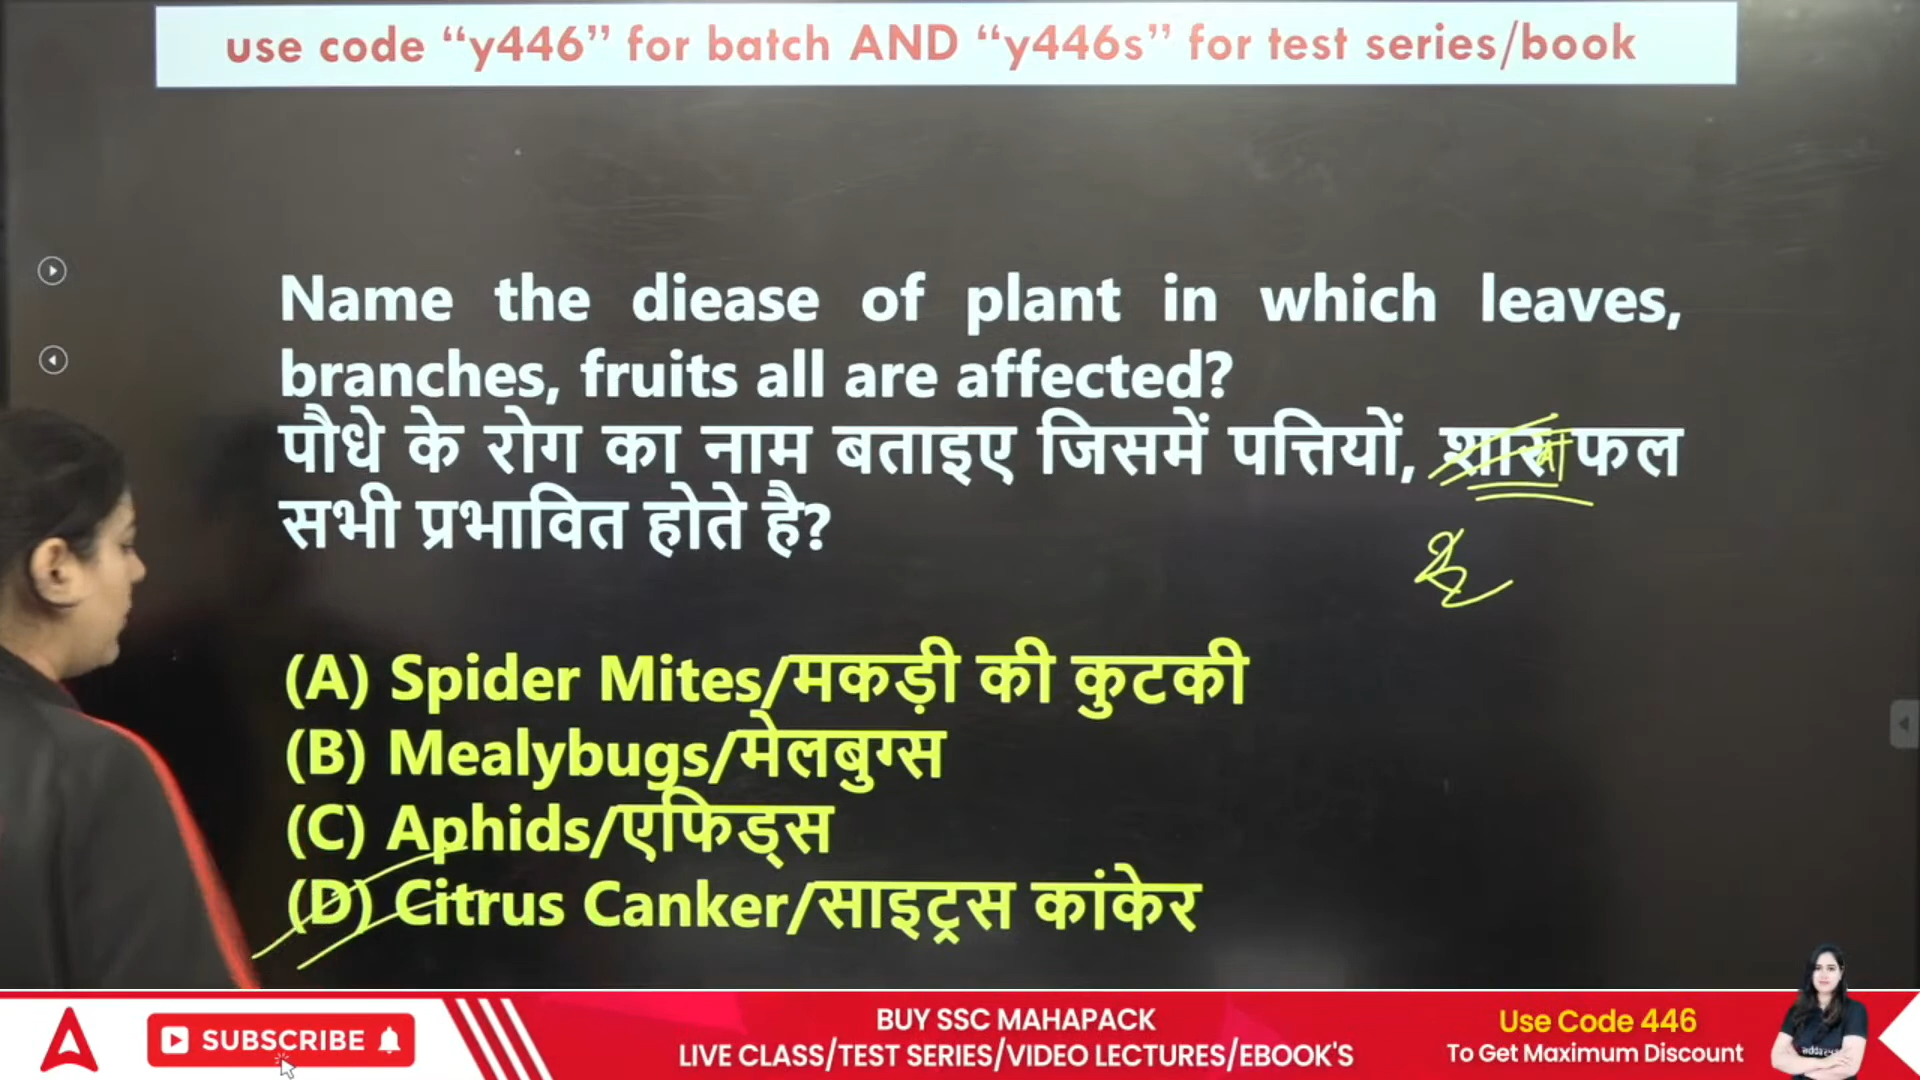 use code “y446” for batch AND “y446s” for test series/book
Name the diease of plant in which leaves,
branches, fruits all are affected?
पौधे के रोग का नाम बताइए जिसमें पत्तियों, फल
सभी प्रभावित होते है?
(A) Spider Mites/मकड़ी की कुटकी
(B) Mealybugs/मेलबुग्स
(C) Aphids/एफिड्स
(D) Citrus Canker/साइट्रस कांकेर
SUBSCRIBE
BUY SSC MAHAPACK
LIVE CLASS/TEST SERIES/VIDEO LECTURES/EBOOK'S
Use Code 446
To Get Maximum Discount